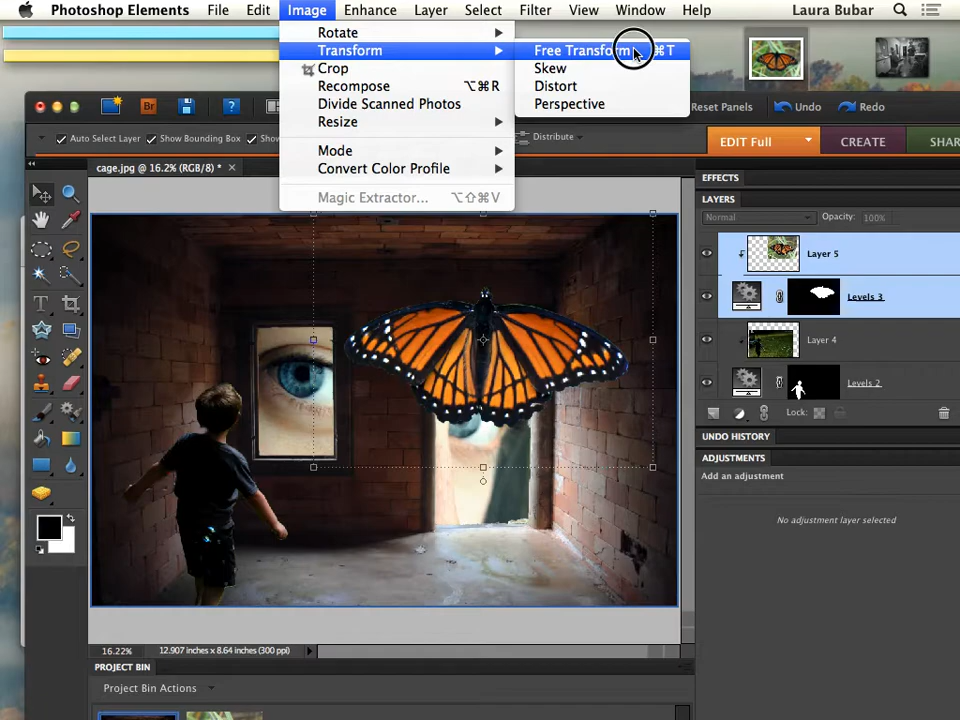 Photoshop Elements File Edit Image Enhance Layer Select Filter View Window Help Laura Bubar
Rotate
Transform
Crop
Recompose ⌥⌘R
Divide Scanned Photos
Resize
Mode
Convert Color Profile
Magic Extractor... ⌥⇧⌘V
Free Transform ⌘T
Skew
Distort
Perspective
Br ? Reset Panels Undo Redo
Auto Select Layer Show Bounding Box Show Distribute EDIT Full CREATE SHAR
cage.jpg @ 16.2% (RGB/8) *
EFFECTS
LAYERS
Normal Opacity: 100%
Layer 5
Levels 3
Layer 4
Levels 2
Lock:
UNDO HISTORY
ADJUSTMENTS
Add an adjustment
No adjustment layer selected
T
16.22% 12.907 inches x 8.64 inches (300 ppi)
PROJECT BIN
Project Bin Actions